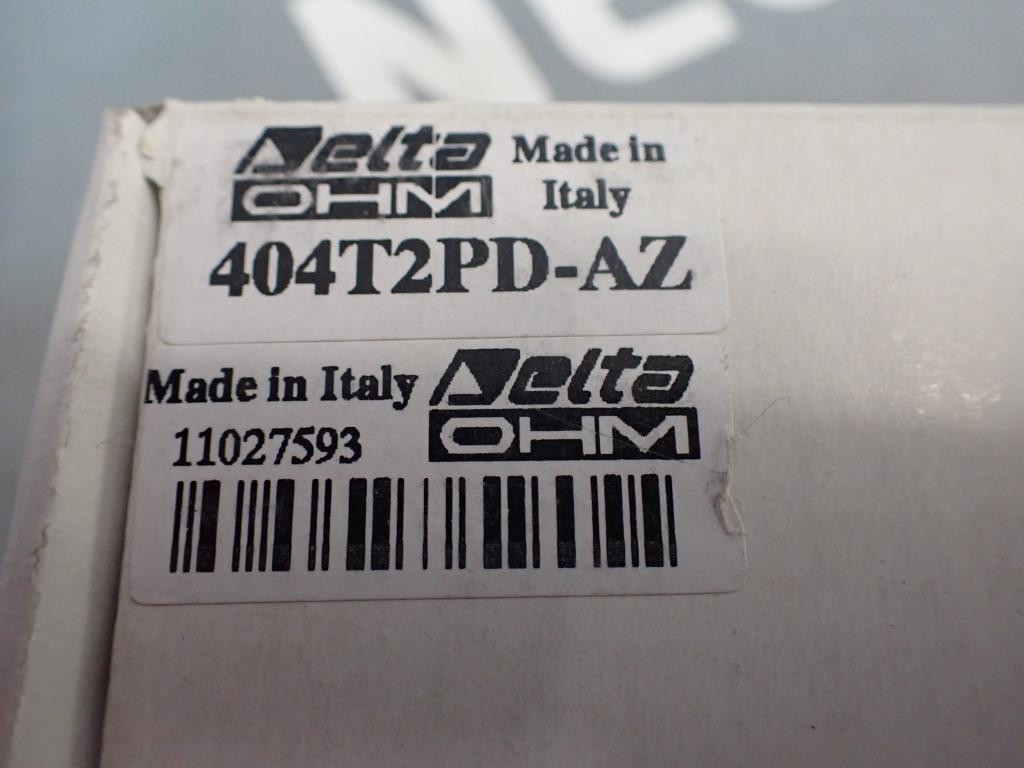 Delta Made in
OHM Italy
404T2PD-AZ
Made in Italy Delta
11027593 OHM